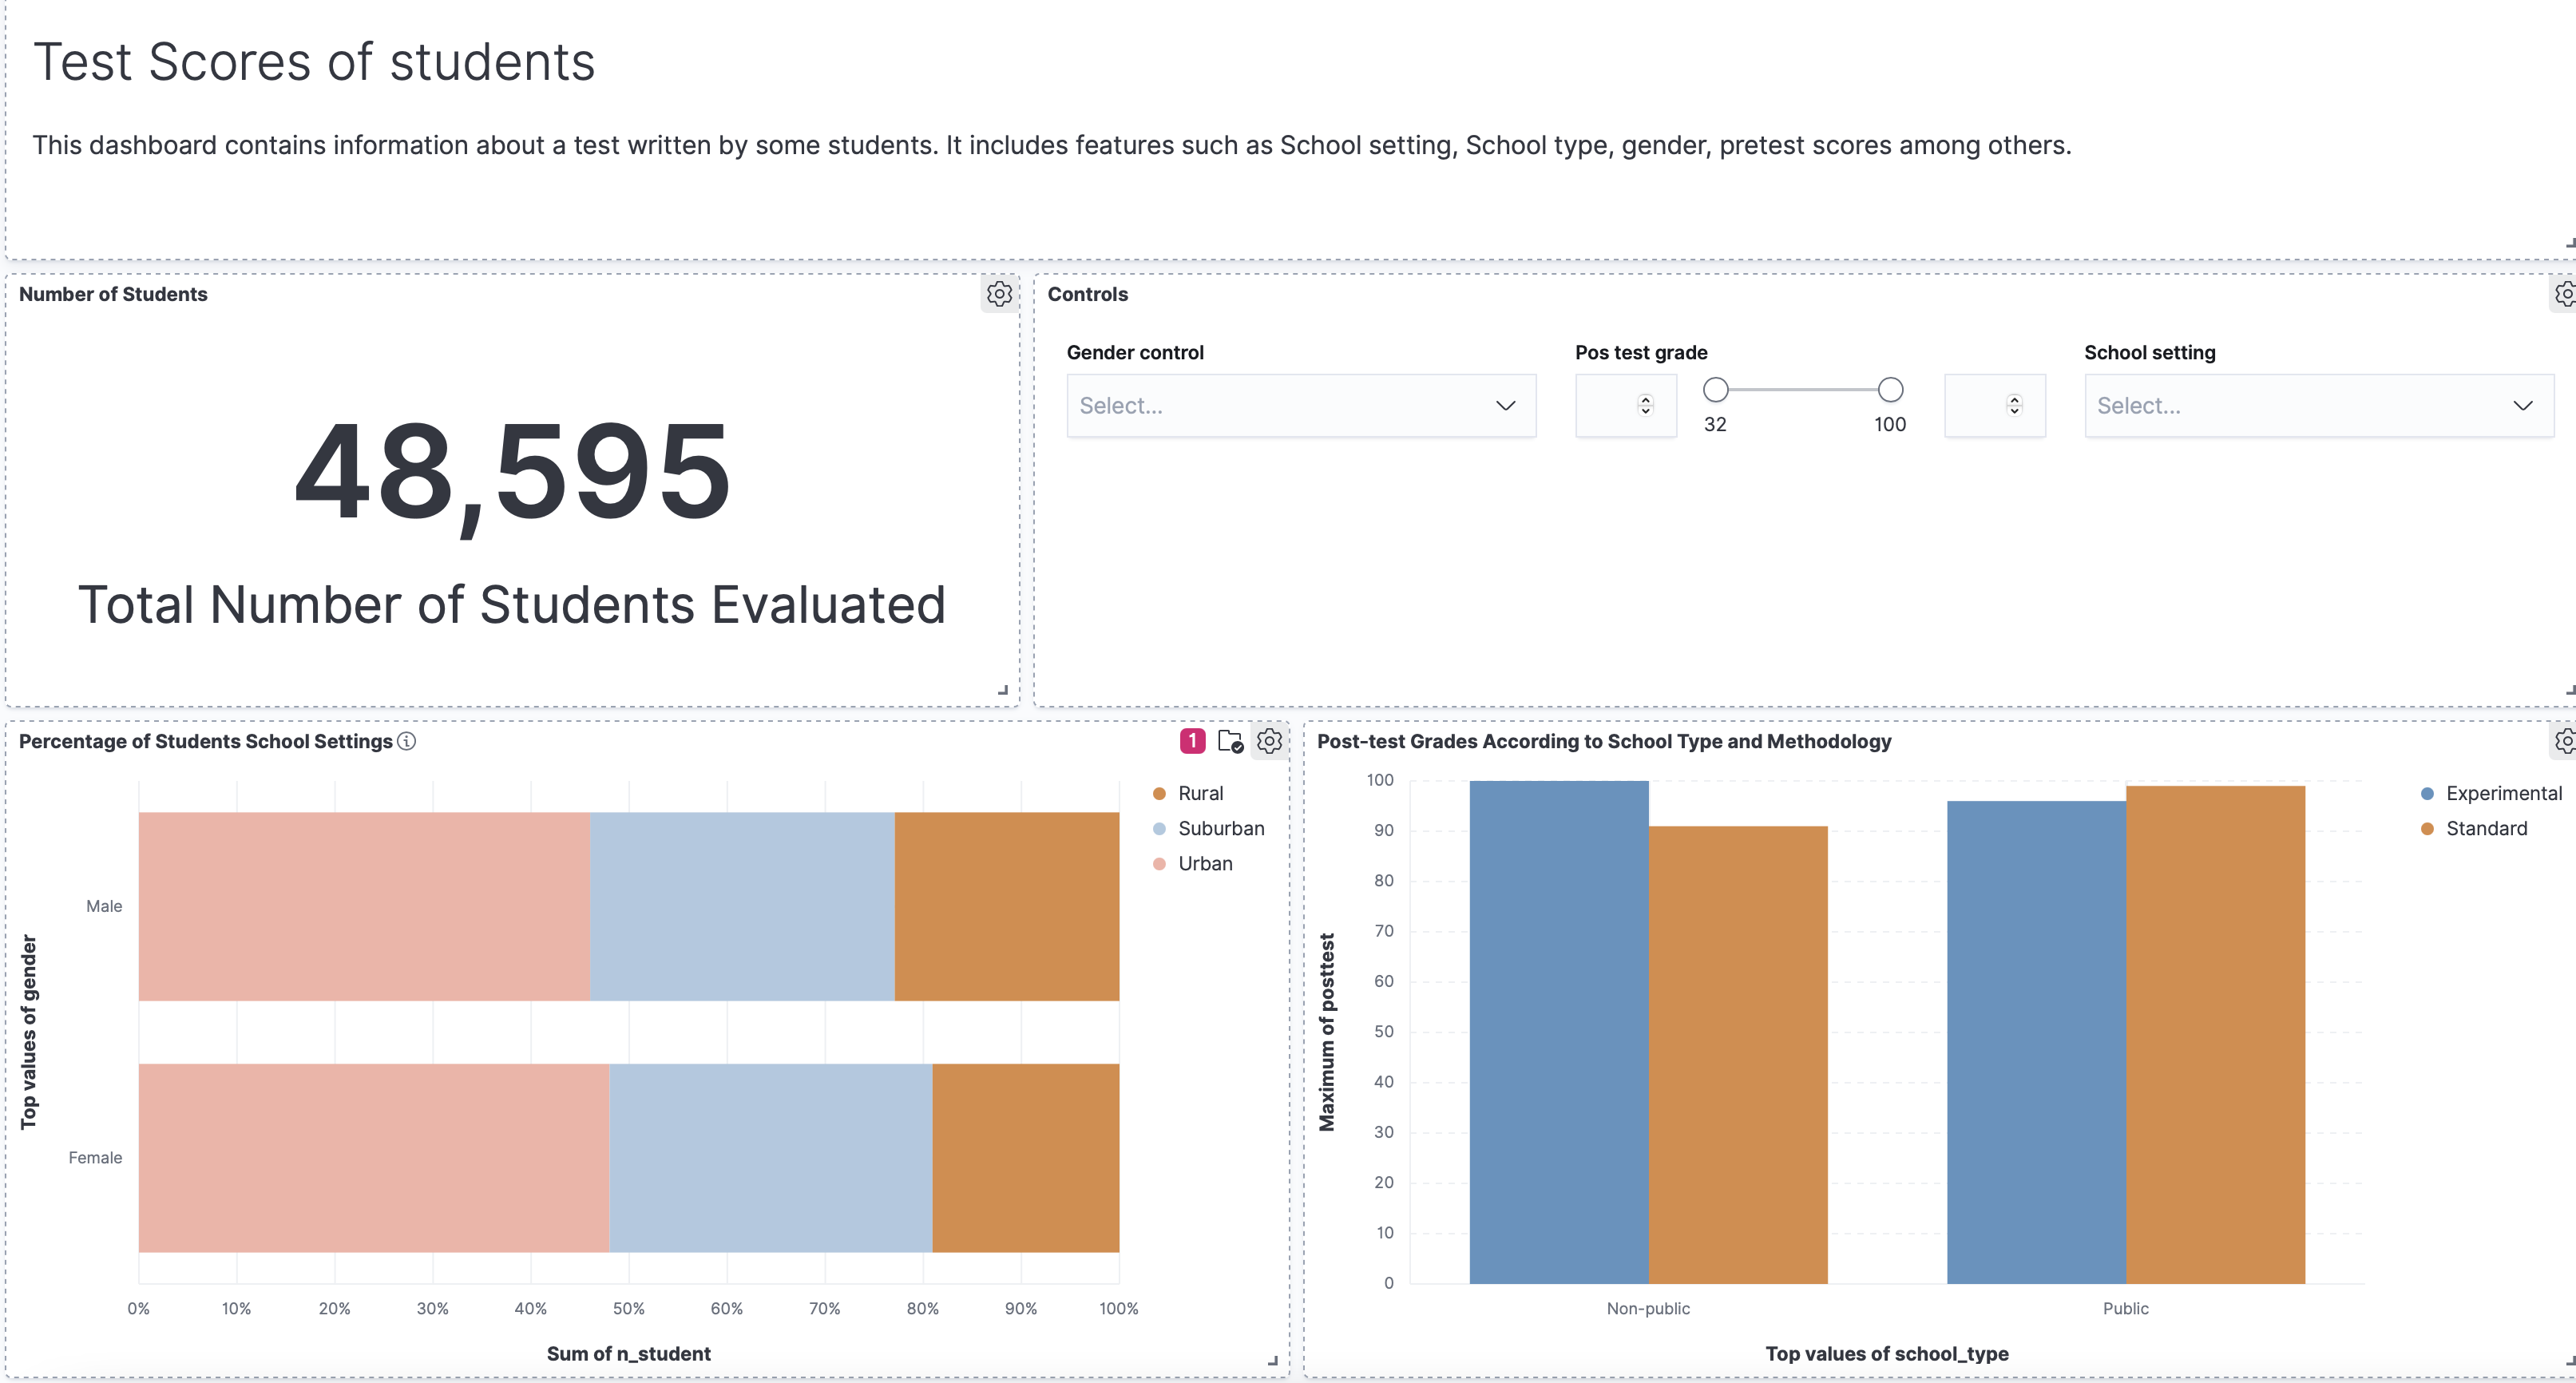 Test Scores of students
This dashboard contains information about a test written by some students. It includes features such as School setting, School type, gender, pretest scores among others.
Number of Students
48,595
Total Number of Students Evaluated
Controls
Gender control
Select...
Pos test grade
32
100
School setting
Select...
Percentage of Students School Settings
1
Rural
Suburban
Urban
Top values of gender
Male
Female
0%
10%
20%
30%
40%
50%
60%
70%
80%
90%
100%
Sum of n_student
Post-test Grades According to School Type and Methodology
Experimental
Standard
Maximum of posttest
100
90
80
70
60
50
40
30
20
10
0
Non-public
Public
Top values of school_type